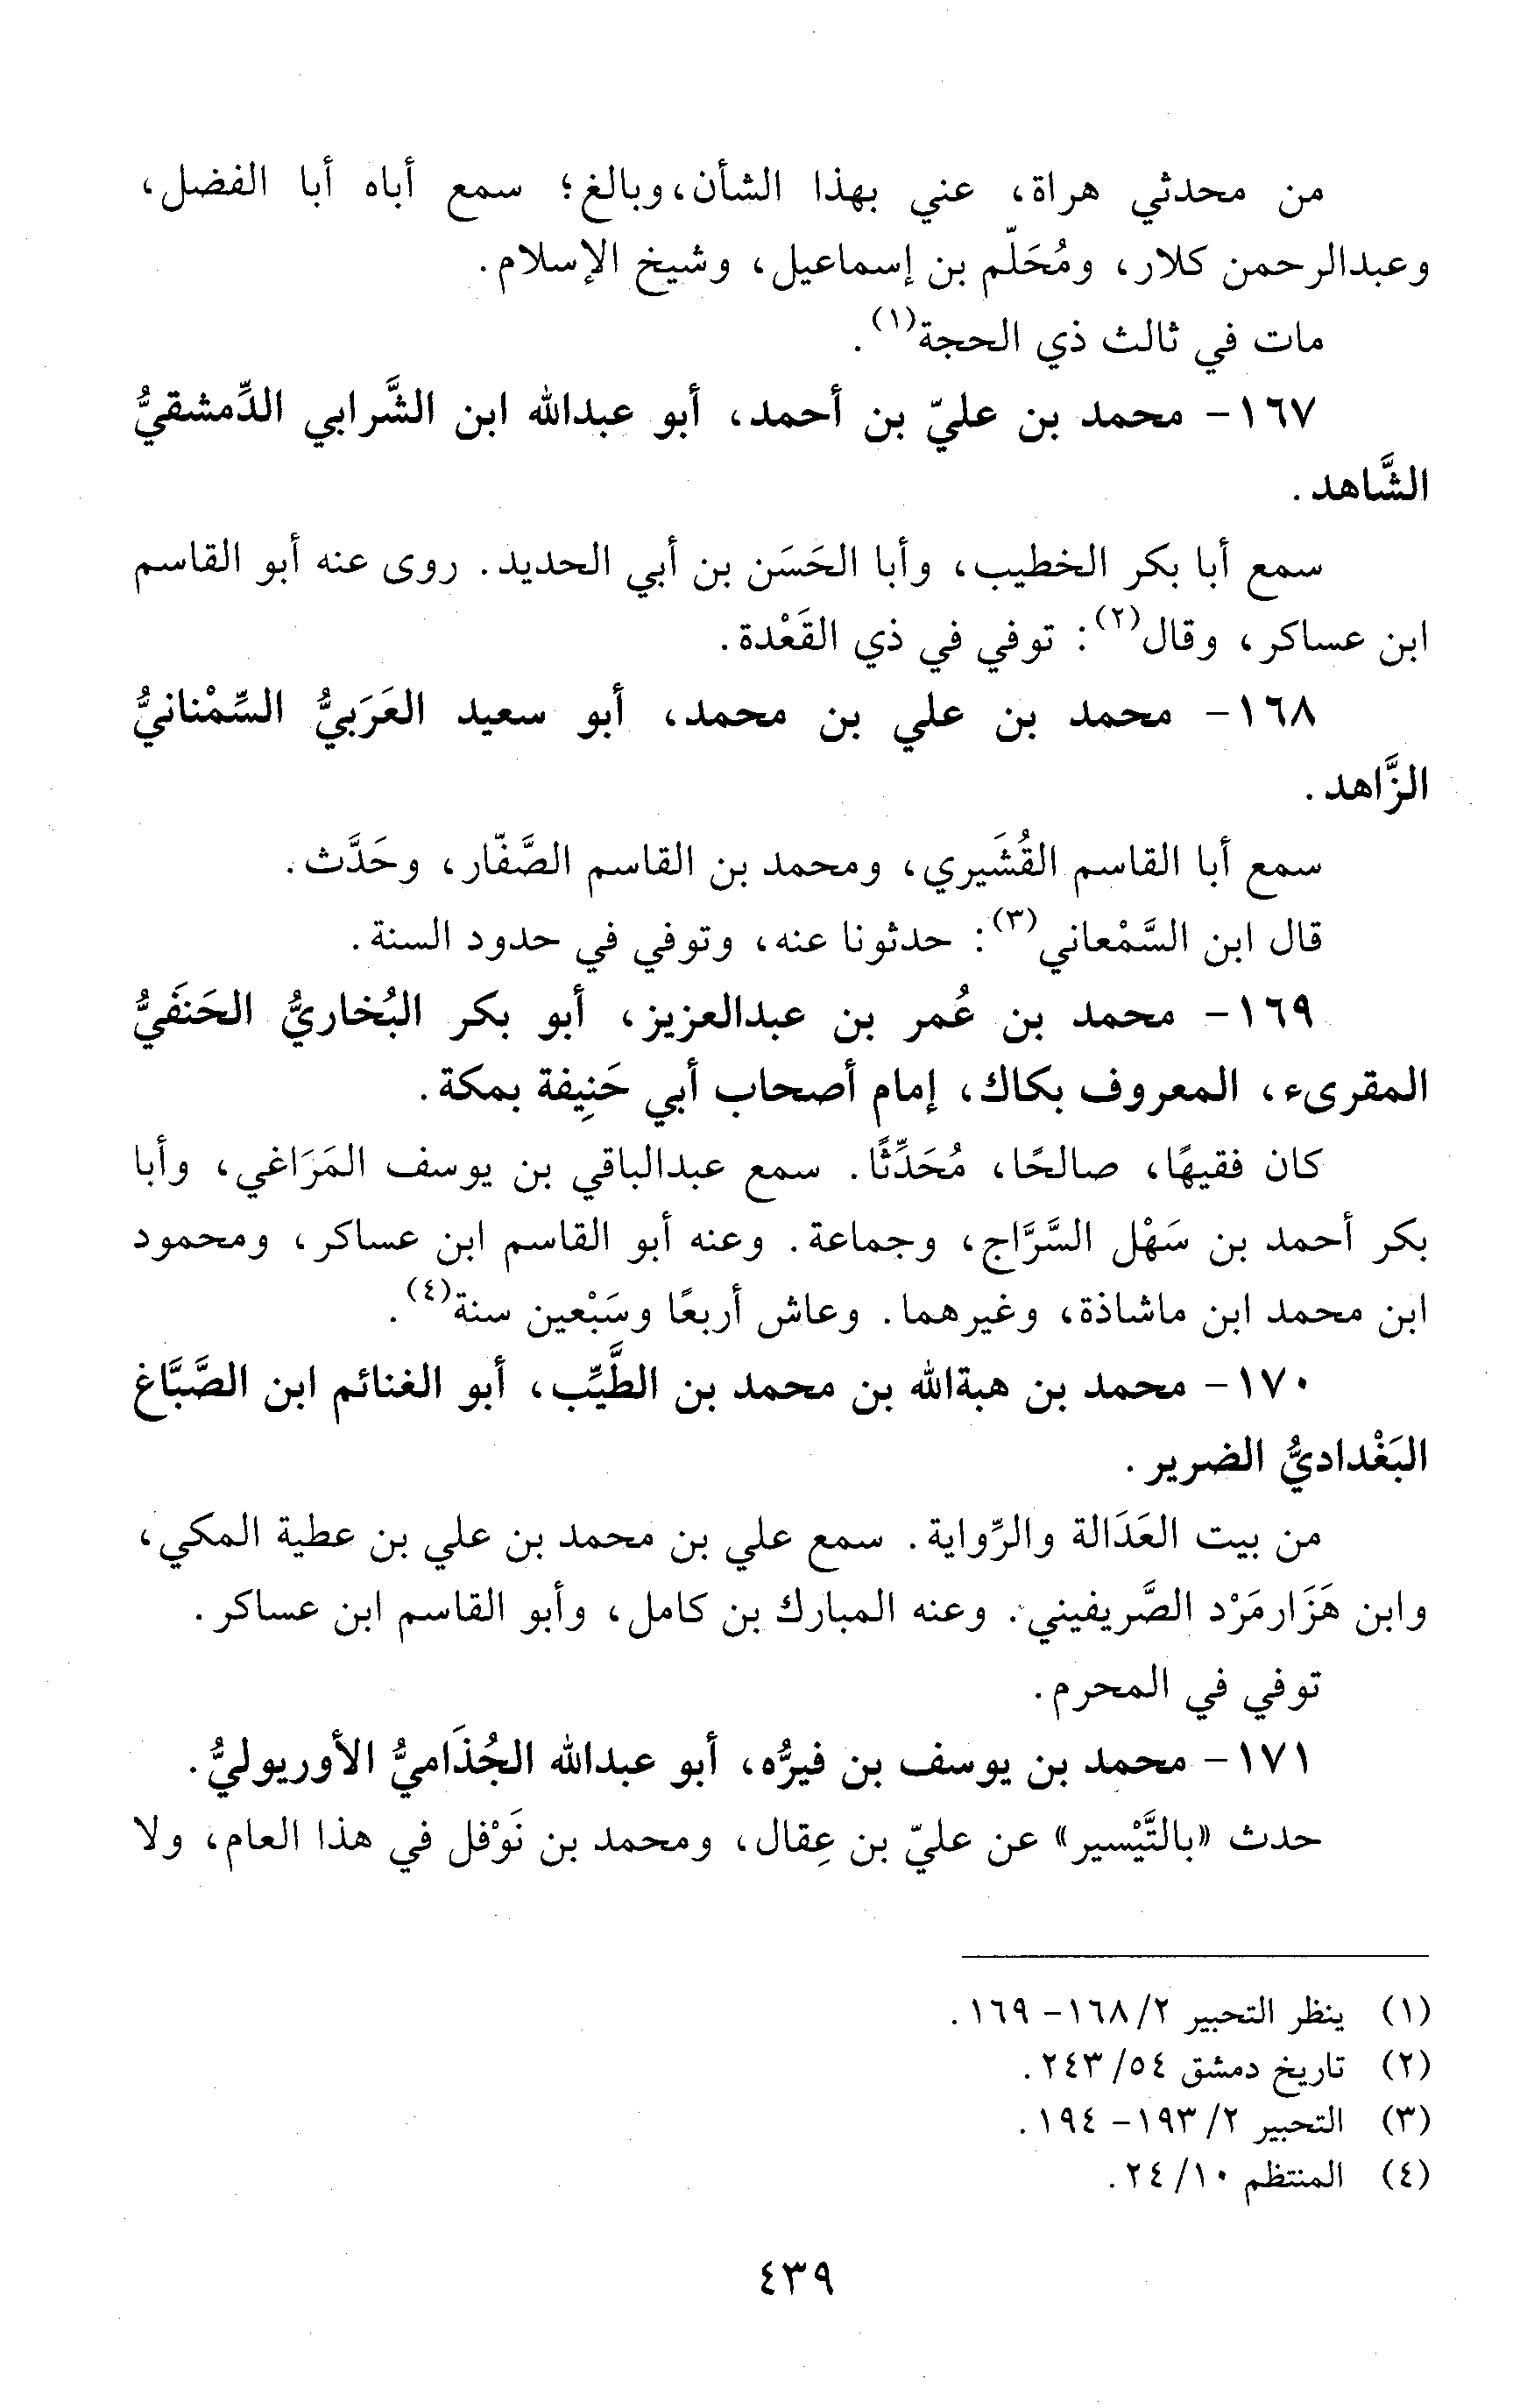 من محدثي هراة، عني بهذا الشأن،وبالغ؛ سمع أباه أبا الفضل،
وعبدالرحمن كلار، ومُحَلّم بن إسماعيل، وشيخ الإسلام.
مات في ثالث ذي الحجة(١).
١٦٧- محمد بن عليّ بن أحمد، أبو عبدالله ابن الشَّرابي الدِّمشقيُّ
الشَّاهد.
سمع أبا بكر الخطيب، وأبا الحَسَن بن أبي الحديد. روى عنه أبو القاسم
ابن عساكر، وقال(٢): توفي في ذي القَعْدة.
١٦٨- محمد بن علي بن محمد، أبو سعيد العَرَبيُّ السِّمْنانيُّ
الزَّاهد.
سمع أبا القاسم القُشَيري، ومحمد بن القاسم الصَّفّار، وحَدَّث.
قال ابن السَّمْعاني(٣): حدثونا عنه، وتوفي في حدود السنة.
١٦٩- محمد بن عُمر بن عبدالعزيز، أبو بكر البُخاريُّ الحَنَفيُّ
المقرىء، المعروف بكاك، إمام أصحاب أبي حَنِيفة بمكة.
كان فقيهًا، صالحًا، مُحَدِّثًا. سمع عبدالباقي بن يوسف المَرَاغي، وأبا
بكر أحمد بن سَهْل السَّرَّاج، وجماعة. وعنه أبو القاسم ابن عساكر، ومحمود
ابن محمد ابن ماشاذة، وغيرهما. وعاش أربعًا وسَبْعين سنة(٤).
١٧٠- محمد بن هبةالله بن محمد بن الطَّيِّب، أبو الغنائم ابن الصَّبَّاغ
البَغْداديُّ الضرير.
من بيت العَدَالة والرِّواية. سمع علي بن محمد بن علي بن عطية المكي،
وابن هَزَارمَرْد الصَّريفيني. وعنه المبارك بن كامل، وأبو القاسم ابن عساكر.
توفي في المحرم.
١٧١- محمد بن يوسف بن فيرُّه، أبو عبدالله الجُذَاميُّ الأوريوليُّ.
حدث «بالتَّيْسير» عن عليّ بن عِقال، ومحمد بن نَوْفل في هذا العام، ولا
(١) ينظر التحبير ٢/ ١٦٨- ١٦٩.
(٢) تاريخ دمشق ٥٤/ ٢٤٣.
(٣) التحبير ٢/ ١٩٣- ١٩٤.
(٤) المنتظم ١٠/ ٢٤.
٤٣٩